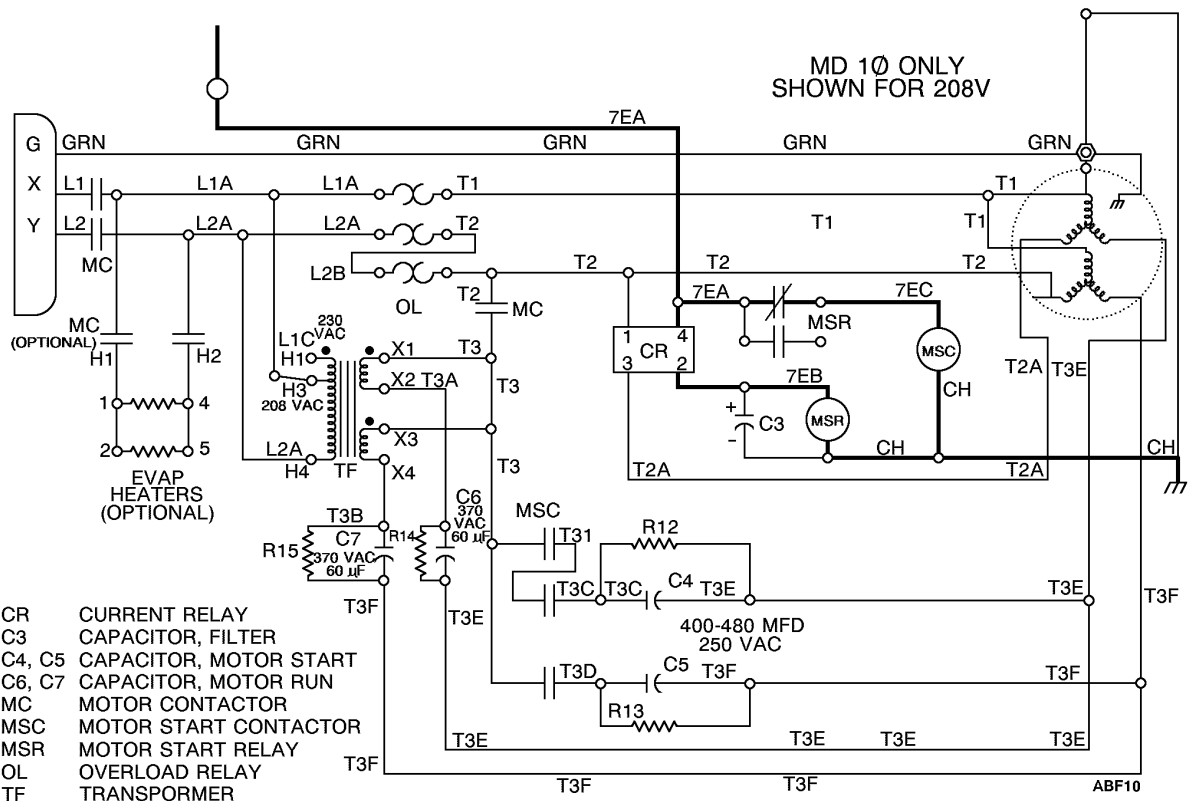 MD 1Ø ONLY
SHOWN FOR 208V
7EA
G GRN GRN GRN GRN GRN
X L1 L1A L1A T1 T1
Y L2 L2A L2A T2 T1 T1
MC
L2B T2 T2 T2
OL
T2 MC
7EA 7EC
MSR
MC
(OPTIONAL)
H1 H2
L1C 230
VAC
H1 X1 T3
1 4
CR
3 2
MSC
T2A T3E
H3
208 VAC
X2 T3A T3
7EB CH
1 4
+
C3
-
MSR
X3
2 5
L2A
H4 TF X4
T3
CH CH
T2A T2A
EVAP
HEATERS
(OPTIONAL)
C6
370
VAC
60 µF
MSC
T3B
R15 C7
370 VAC
60 µF
R14
T31
R12
T3C T3C C4 T3E
T3F T3E T3F
400-480 MFD
250 VAC
T3D C5 T3F T3F
R13
T3E T3E T3E T3E
T3F
T3F T3F
CR CURRENT RELAY
C3 CAPACITOR, FILTER
C4, C5 CAPACITOR, MOTOR START
C6, C7 CAPACITOR, MOTOR RUN
MC MOTOR CONTACTOR
MSC MOTOR START CONTACTOR
MSR MOTOR START RELAY
OL OVERLOAD RELAY
TF TRANSPORMER
ABF10